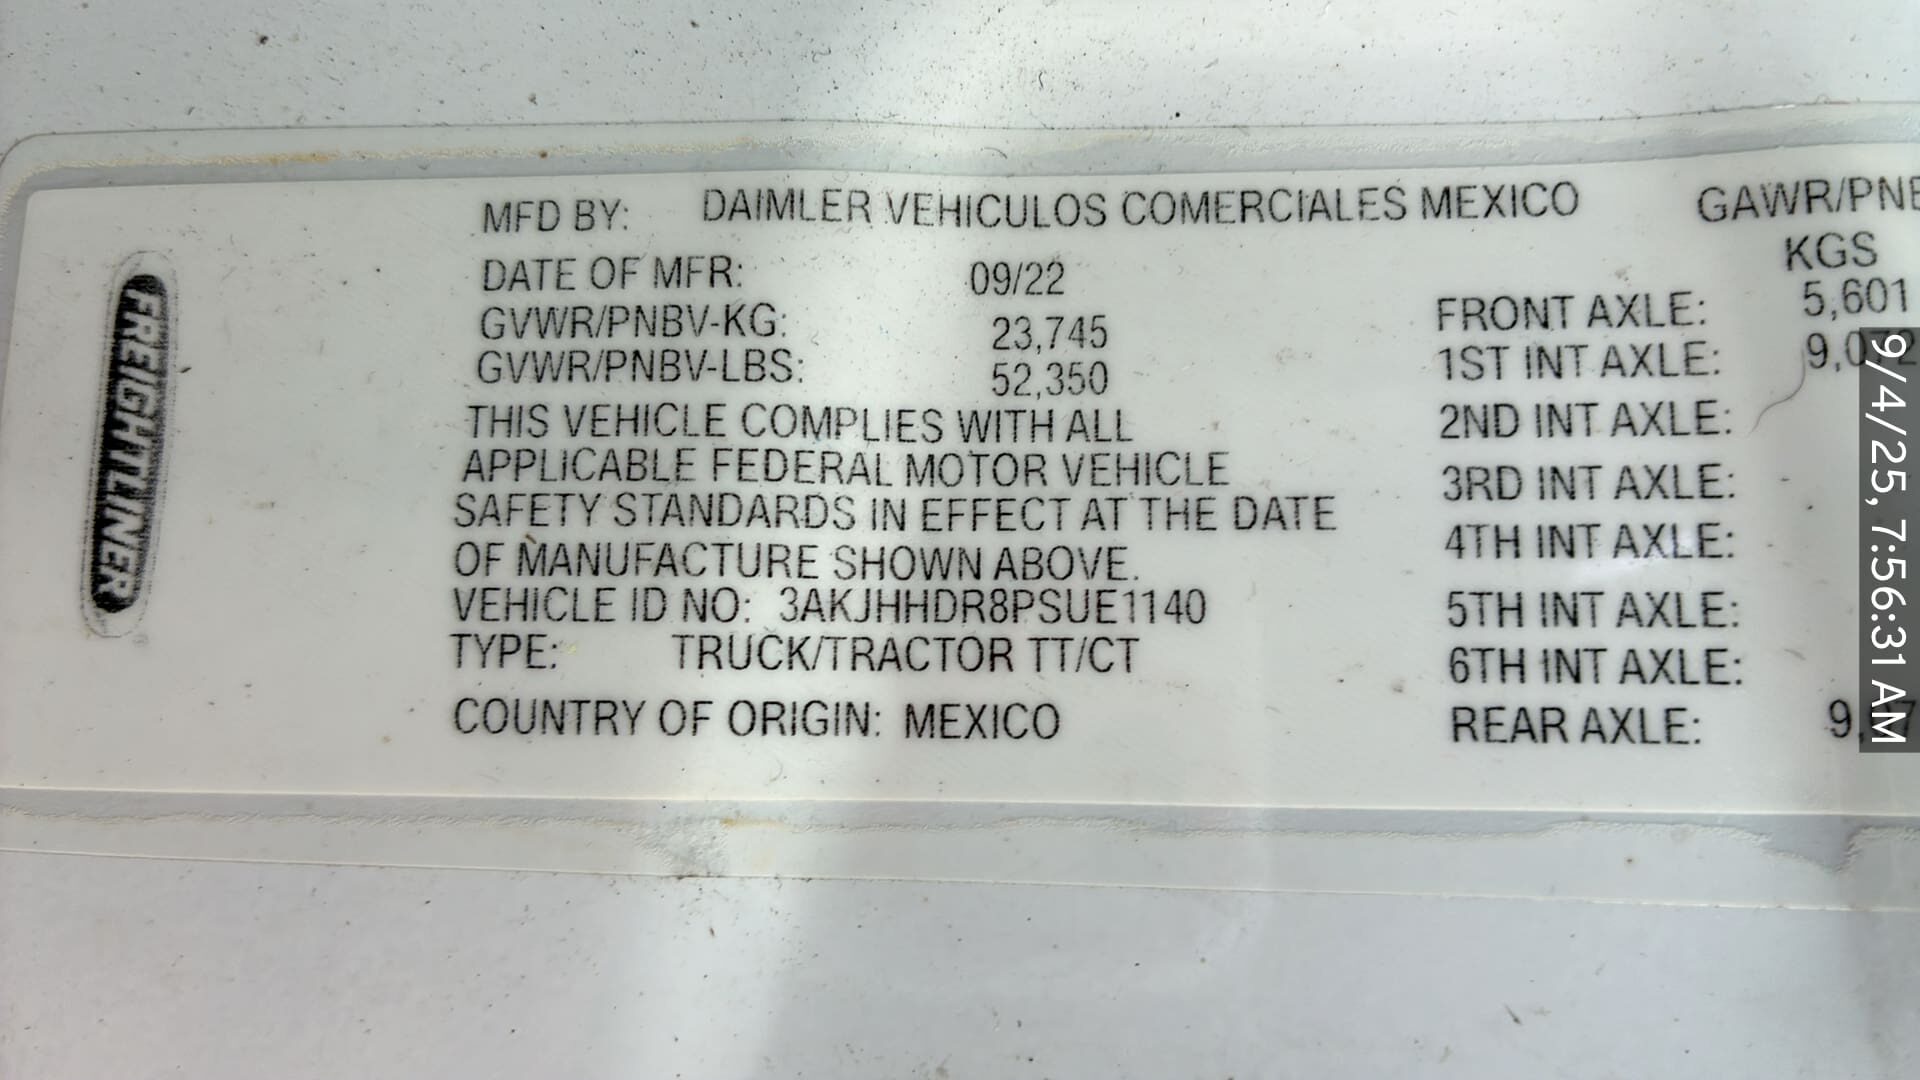 FREIGHTLINER
MFD BY: DAIMLER VEHICULOS COMERCIALES MEXICO
DATE OF MFR: 09/22
GVWR/PNBV-KG: 23,745
GVWR/PNBV-LBS: 52,350
THIS VEHICLE COMPLIES WITH ALL
APPLICABLE FEDERAL MOTOR VEHICLE
SAFETY STANDARDS IN EFFECT AT THE DATE
OF MANUFACTURE SHOWN ABOVE.
VEHICLE ID NO: 3AKJHHDR8PSUE1140
TYPE: TRUCK/TRACTOR TT/CT
COUNTRY OF ORIGIN: MEXICO
KGS
FRONT AXLE: 5,601
1ST INT AXLE: 9,072
2ND INT AXLE:
3RD INT AXLE:
4TH INT AXLE:
5TH INT AXLE:
6TH INT AXLE:
REAR AXLE:
9/4/25, 7:56:31 AM